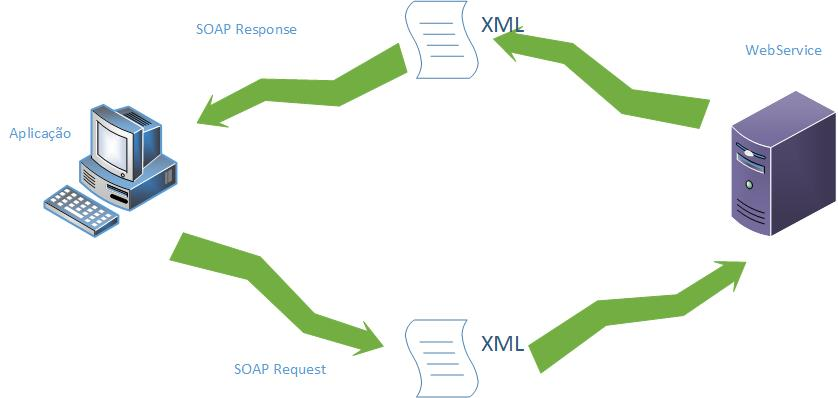 SOAP Response
XML
WebService
Aplicação
XML
SOAP Request